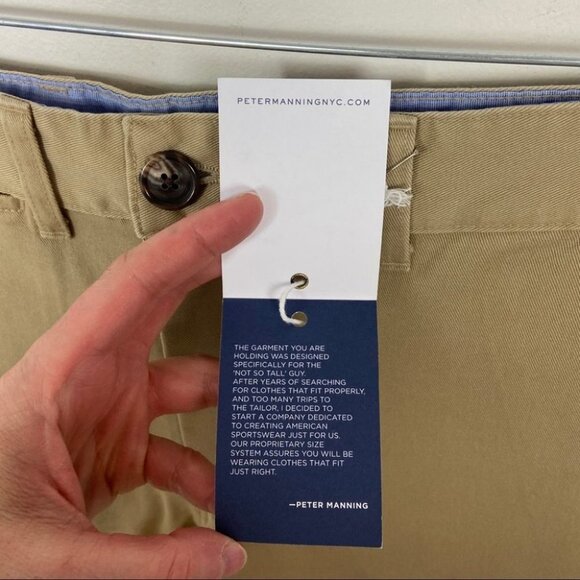 PETERMANNINGNYC.COM
THE GARMENT YOU ARE
HOLDING WAS DESIGNED
SPECIFICALLY FOR THE
'NOT SO TALL' GUY.
AFTER YEARS OF SEARCHING
FOR CLOTHES THAT FIT PROPERLY,
AND TOO MANY TRIPS TO
THE TAILOR, I DECIDED TO
START A COMPANY DEDICATED
TO CREATING AMERICAN
SPORTSWEAR JUST FOR US.
OUR PROPRIETARY SIZE
SYSTEM ASSURES YOU WILL BE
WEARING CLOTHES THAT FIT
JUST RIGHT.
—PETER MANNING